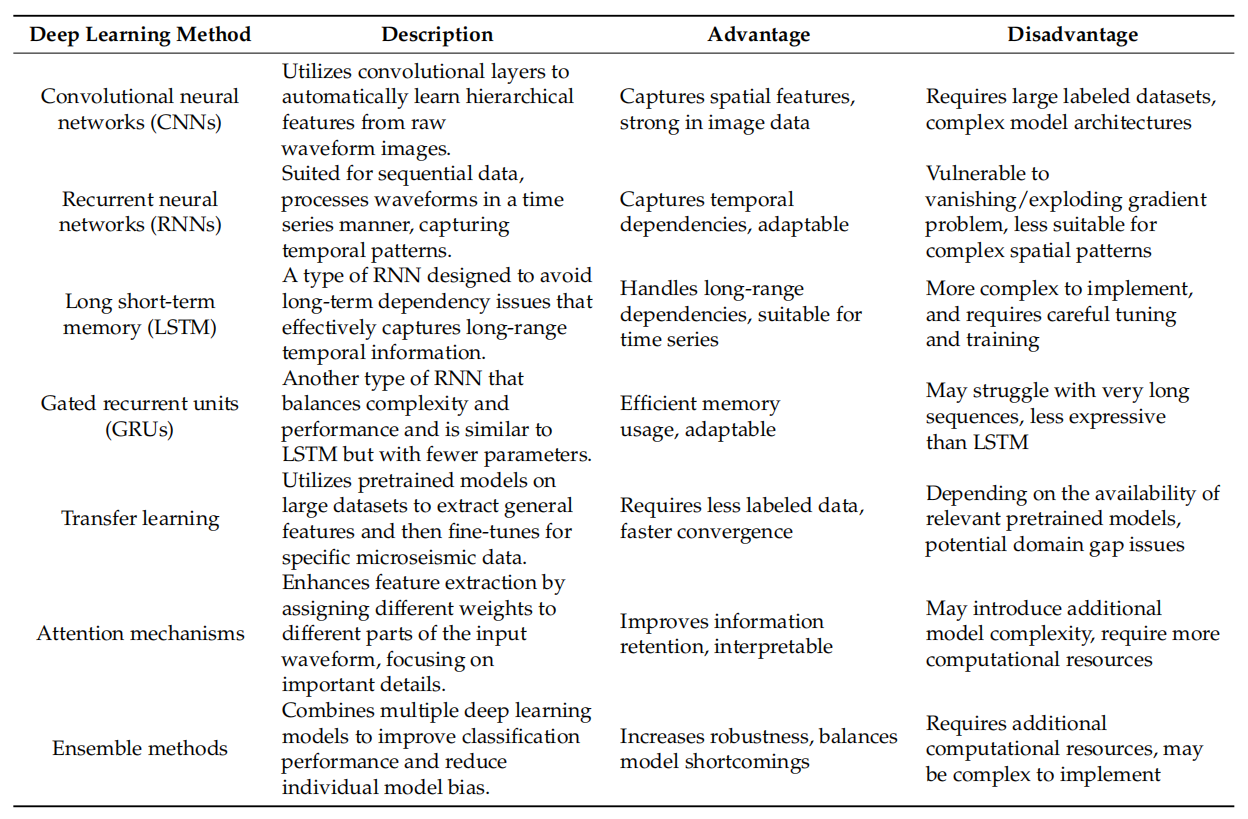 Deep Learning Method Description Advantage Disadvantage
Convolutional neural
networks (CNNs)
Utilizes convolutional layers to
automatically learn hierarchical
features from raw
waveform images.
Captures spatial features,
strong in image data
Requires large labeled datasets,
complex model architectures
Recurrent neural
networks (RNNs)
Suited for sequential data,
processes waveforms in a time
series manner, capturing
temporal patterns.
Captures temporal
dependencies, adaptable
Vulnerable to
vanishing/exploding gradient
problem, less suitable for
complex spatial patterns
Long short-term
memory (LSTM)
A type of RNN designed to avoid
long-term dependency issues that
effectively captures long-range
temporal information.
Handles long-range
dependencies, suitable for
time series
More complex to implement,
and requires careful tuning
and training
Gated recurrent units
(GRUs)
Another type of RNN that
balances complexity and
performance and is similar to
LSTM but with fewer parameters.
Efficient memory
usage, adaptable
May struggle with very long
sequences, less expressive
than LSTM
Transfer learning
Utilizes pretrained models on
large datasets to extract general
features and then fine-tunes for
specific microseismic data.
Requires less labeled data,
faster convergence
Depending on the availability of
relevant pretrained models,
potential domain gap issues
Attention mechanisms
Enhances feature extraction by
assigning different weights to
different parts of the input
waveform, focusing on
important details.
Improves information
retention, interpretable
May introduce additional
model complexity, require more
computational resources
Ensemble methods
Combines multiple deep learning
models to improve classification
performance and reduce
individual model bias.
Increases robustness, balances
model shortcomings
Requires additional
computational resources, may
be complex to implement